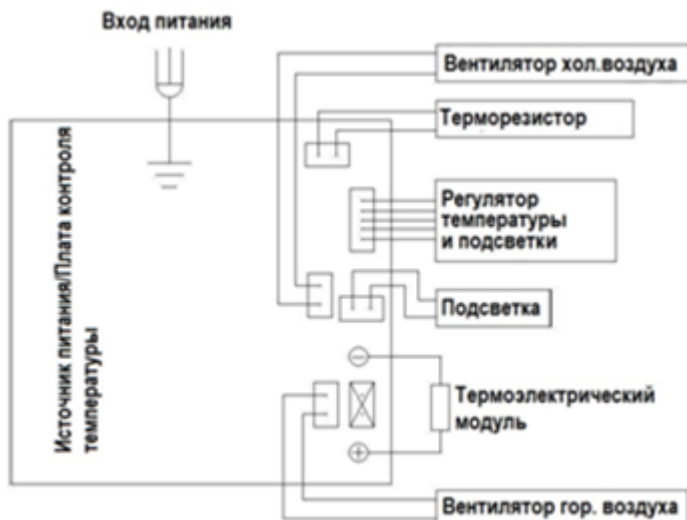 Вход питания
Вентилятор хол.воздуха
Терморезистор
Регулятор
температуры
и подсветки
Источник питания/Плата контроля
температуры
Подсветка
Термоэлектрический
модуль
Вентилятор гор. воздуха